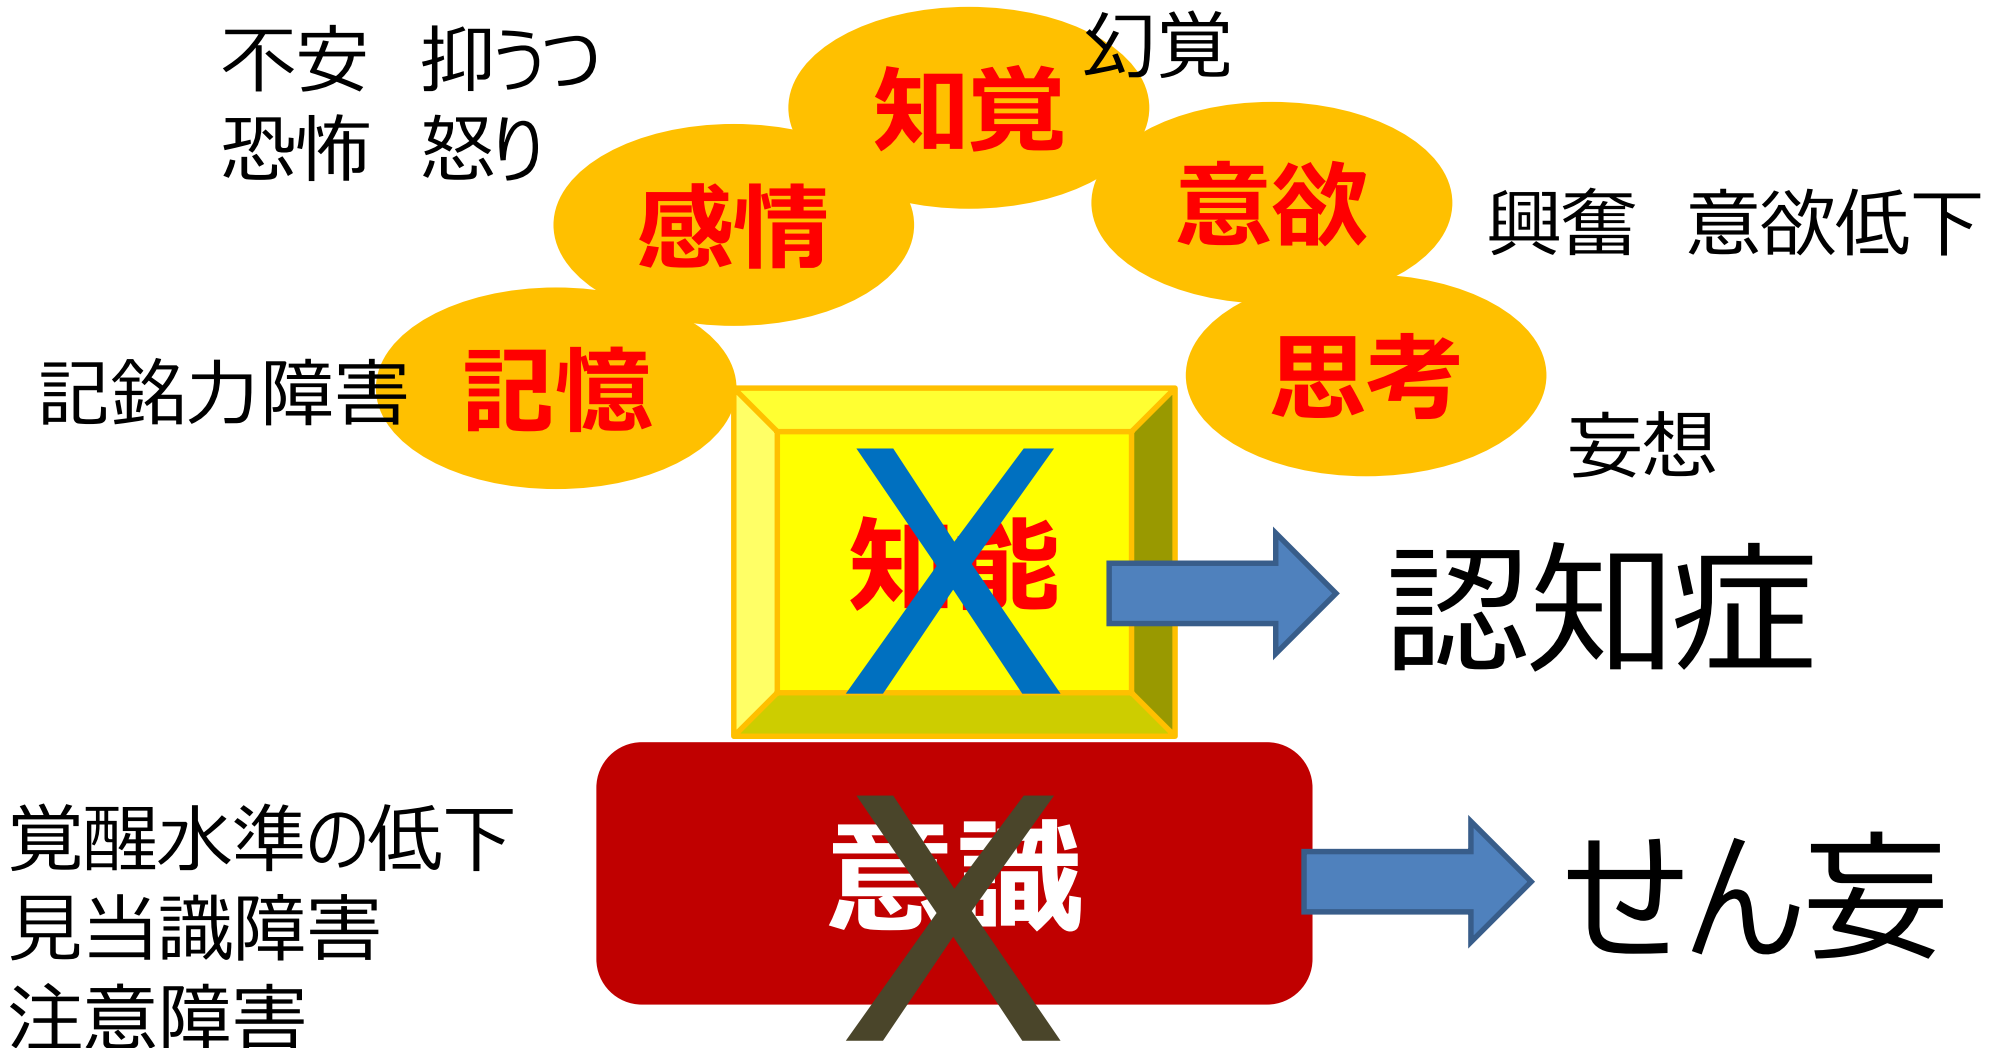 不安　抑うつ
恐怖　怒り
幻覚
知覚
感情
意欲
興奮　意欲低下
記銘力障害
記憶
思考
妄想
知能
認知症
意識
せん妄
覚醒水準の低下
見当識障害
注意障害